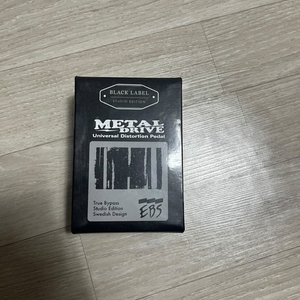 BLACK LABEL
STUDIO EDITION
METAL
DRIVE
Universal Distortion Pedal
True Bypass
Studio Edition
Swedish Design
EBS